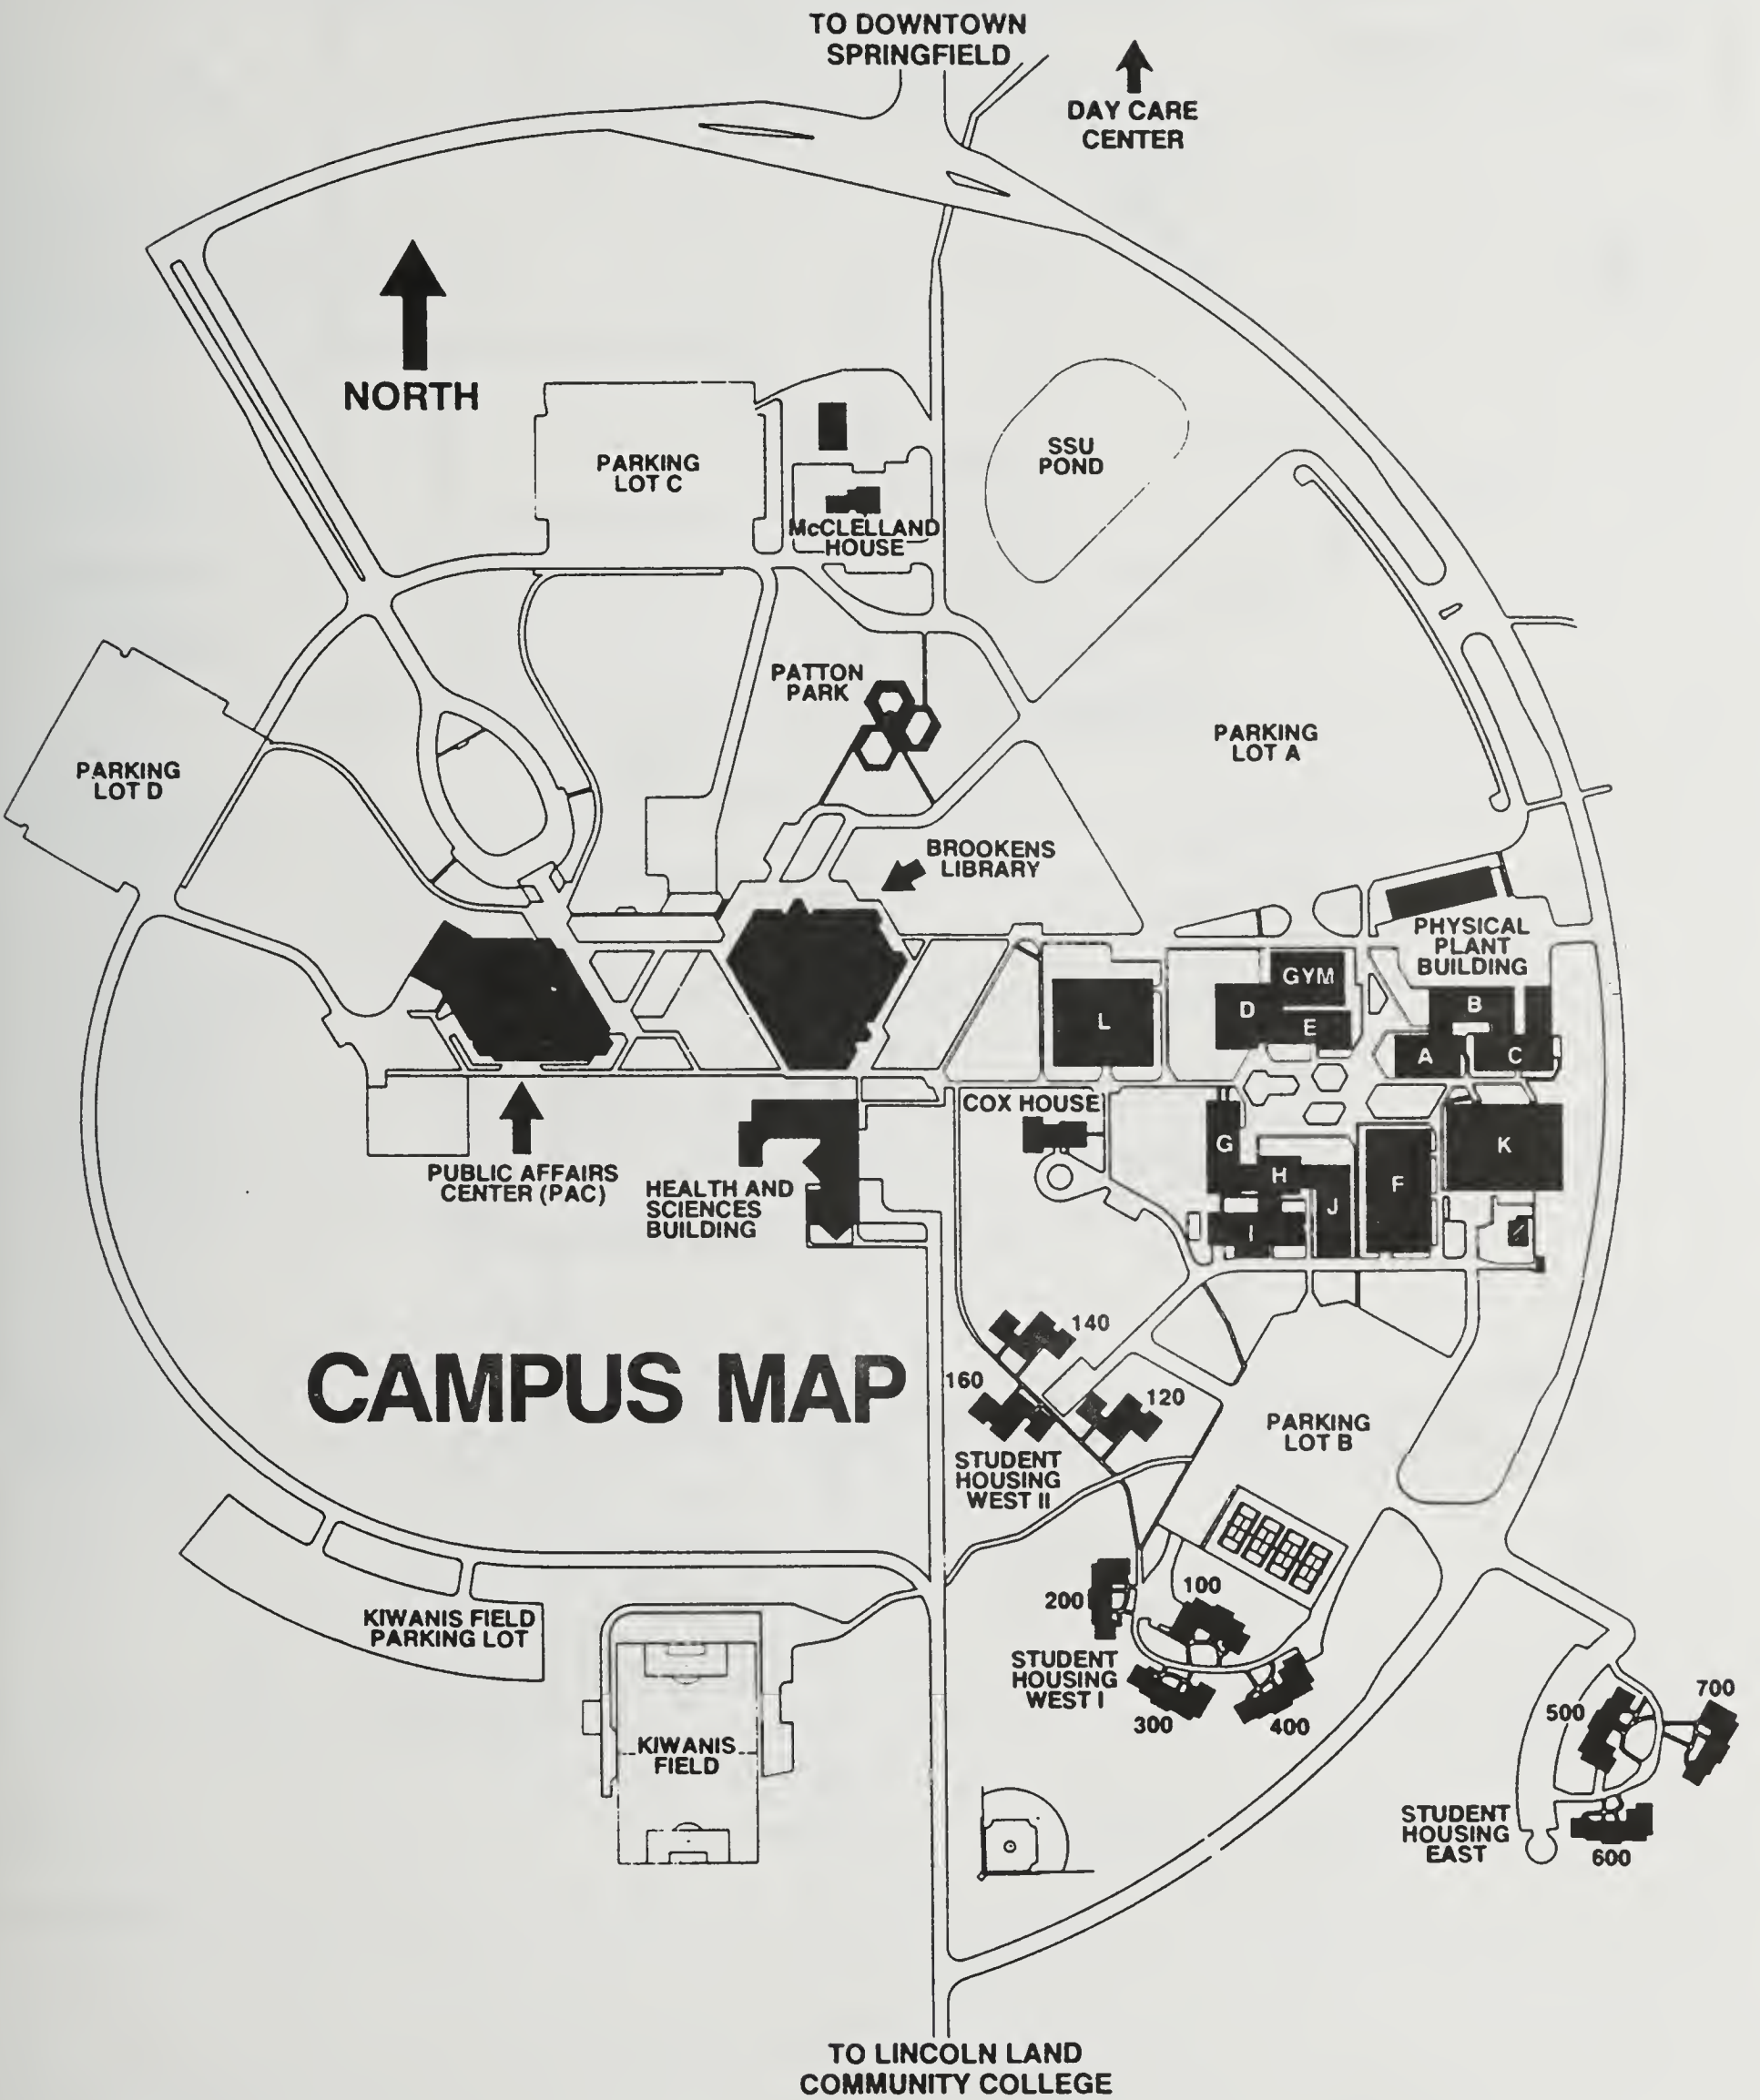 TO DOWNTOWN
SPRINGFIELD
DAY CARE
CENTER
NORTH
PARKING
LOT C
SSU
POND
McCLELLAND
HOUSE
PATTON
PARK
PARKING
LOT A
PARKING
LOT D
BROOKENS
LIBRARY
PHYSICAL
PLANT
BUILDING
GYM
D
E
L
B
A
C
COX HOUSE
G
H
F
K
J
I
PUBLIC AFFAIRS
CENTER (PAC)
HEALTH AND
SCIENCES
BUILDING
140
CAMPUS MAP
160
120
PARKING
LOT B
STUDENT
HOUSING
WEST II
KIWANIS FIELD
PARKING LOT
200
100
STUDENT
HOUSING
WEST I
300
400
KIWANIS
FIELD
500
700
STUDENT
HOUSING
EAST
600
TO LINCOLN LAND
COMMUNITY COLLEGE